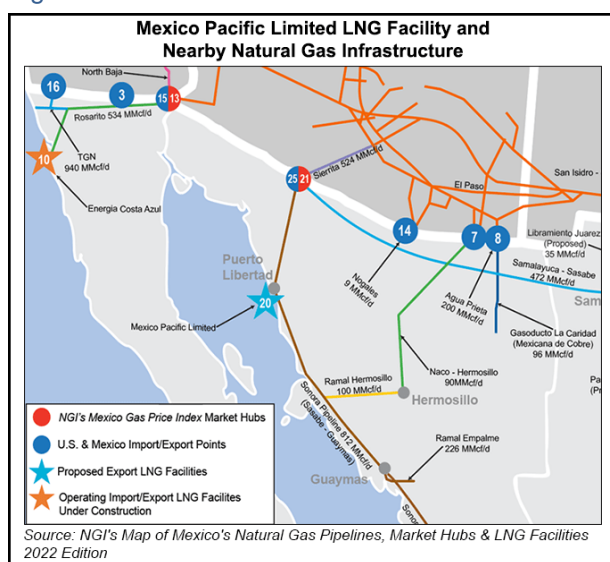 Mexico Pacific Limited LNG Facility and
Nearby Natural Gas Infrastructure
North Baja
16
3
15 13
Rosarito 534 MMcf/d
10
TGN
940 MMcf/d
Energia Costa Azul
25 21
Sierrita 524 MMcf/d
El Paso
San Isidro -
14
7
8
Libramiento Juarez
(Proposed)
35 MMcf/d
Samalayuca - Sasabe
472 MMcf/d
Sam
Nogales
9 MMcf/d
Agua Prieta
200 MMcf/d
Puerto
Libertad
20
Mexico Pacific Limited
Gasoducto La Caridad
(Mexicana de Cobre)
96 MMcf/d
Naco - Hermosillo
90MMcf/d
Pa
(Pr
Ramal Hermosillo
100 MMcf/d
Hermosillo
Sonora Pipeline 812 MMcf/d
(Sasabe - Guaymas)
Ramal Empalme
226 MMcf/d
Guaymas
Sono
NGI's Mexico Gas Price Index Market Hubs
U.S. & Mexico Import/Export Points
Proposed Export LNG Facilities
Operating Import/Export LNG Facilites
Under Construction
Source: NGI's Map of Mexico's Natural Gas Pipelines, Market Hubs & LNG Facilities
2022 Edition